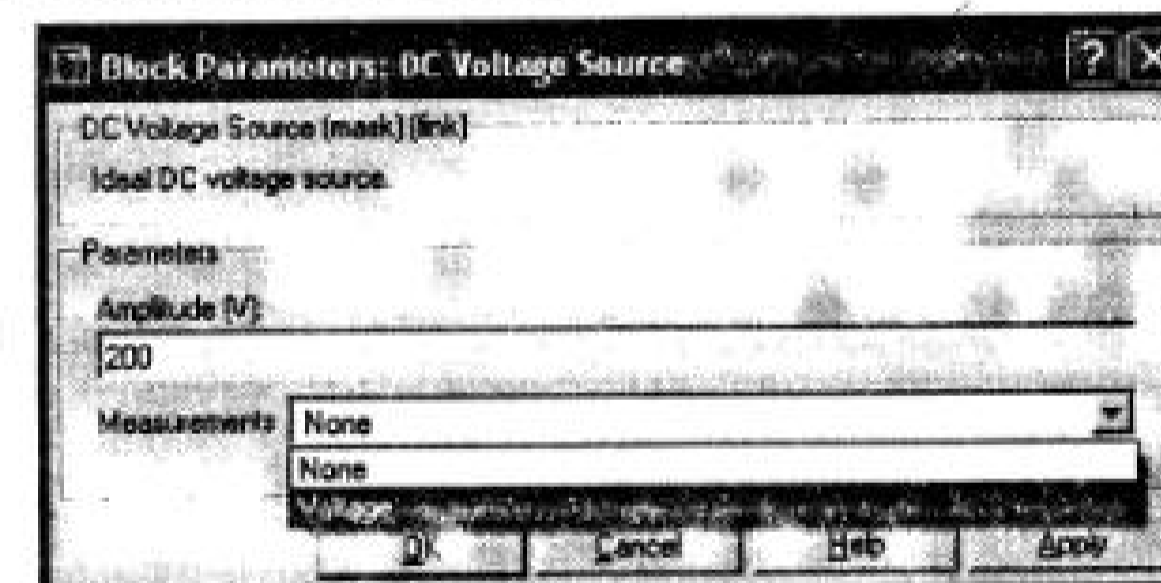 Block Parameters: DC Voltage Source
DC Voltage Source (mask) (link)
Ideal DC voltage source.
Parameters
Amplitude (V):
200
Measurements None
None
Voltage
OK Cancel Help Apply